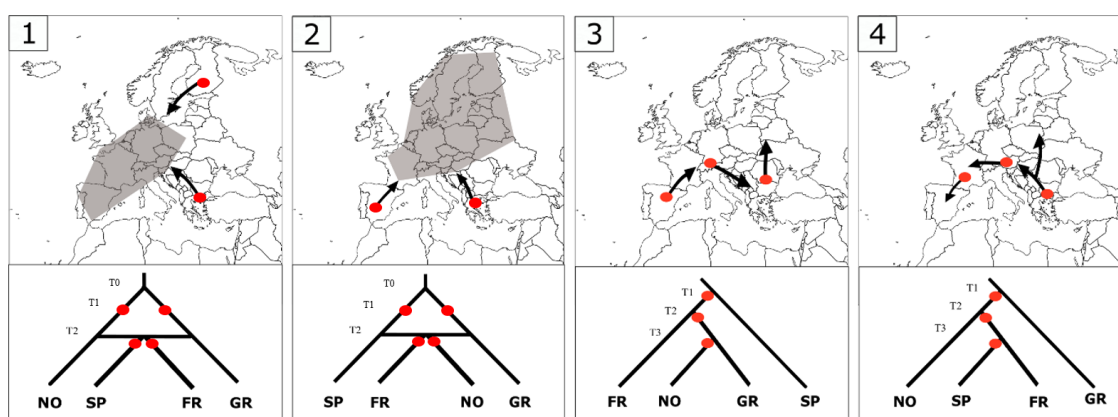 1
2
3
4
T0
T1
T2
NO SP FR GR
T0
T1
T2
SP FR NO GR
T1
T2
T3
FR NO GR SP
T1
T2
T3
NO SP FR GR